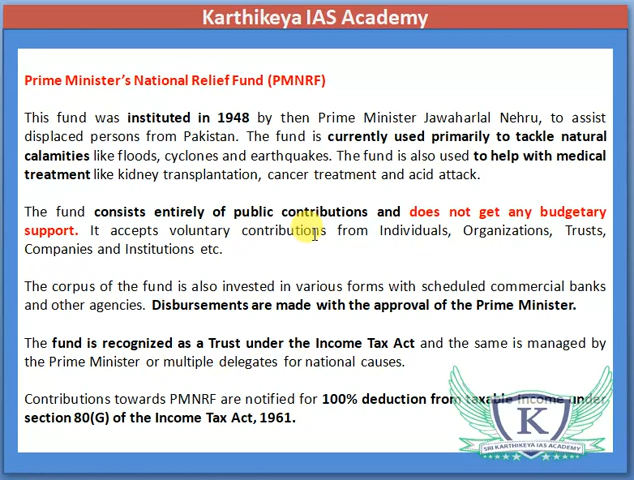 Karthikeya IAS Academy
Prime Minister's National Relief Fund (PMNRF)
This fund was instituted in 1948 by then Prime Minister Jawaharlal Nehru, to assist
displaced persons from Pakistan. The fund is currently used primarily to tackle natural
calamities like floods, cyclones and earthquakes. The fund is also used to help with medical
treatment like kidney transplantation, cancer treatment and acid attack.
The fund consists entirely of public contributions and does not get any budgetary
support. It accepts voluntary contributions from Individuals, Organizations, Trusts,
Companies and Institutions etc.
The corpus of the fund is also invested in various forms with scheduled commercial banks
and other agencies. Disbursements are made with the approval of the Prime Minister.
The fund is recognized as a Trust under the Income Tax Act and the same is managed by
the Prime Minister or multiple delegates for national causes.
Contributions towards PMNRF are notified for 100% deduction from taxable income under
section 80(G) of the Income Tax Act, 1961.
K
SRI KARTHIKEYA IAS ACADEMY